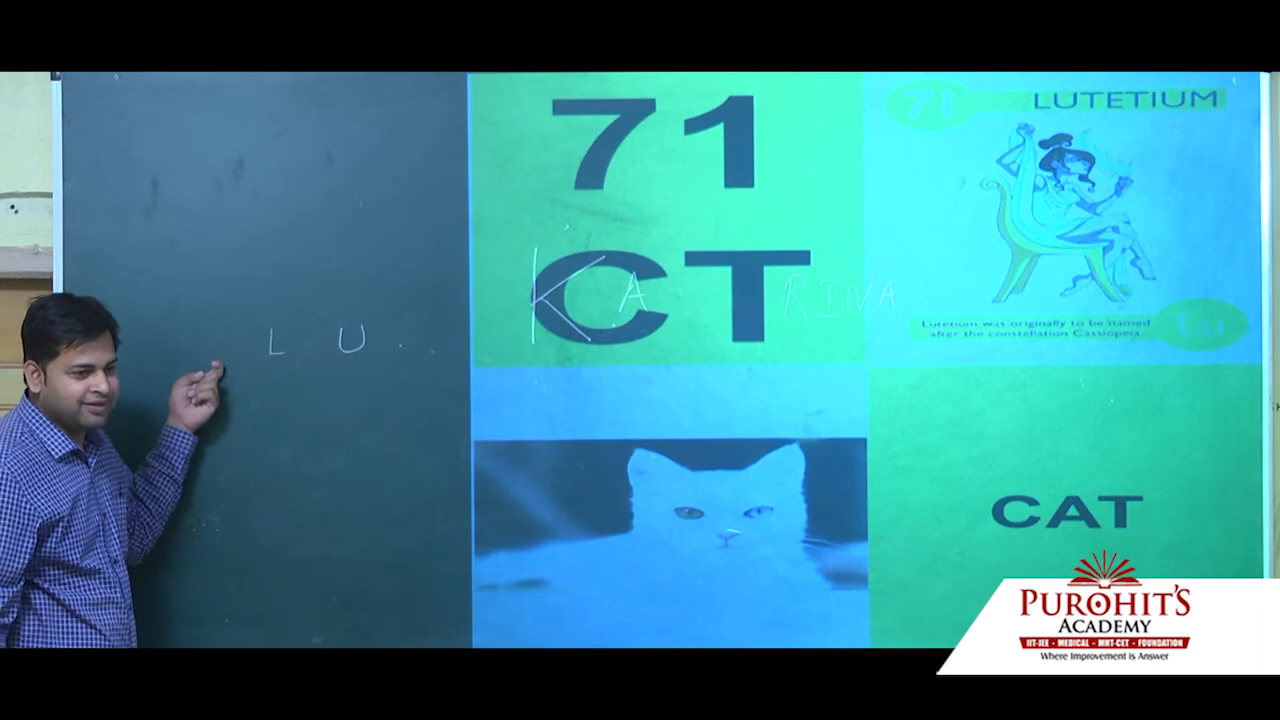 L U . .
71
CT
KATRINA
71 LUTETIUM
Lutetium was originally to be named
after the constellation Cassiopeia.
Lu
CAT
PUROHIT'S
ACADEMY
IIT-JEE - MEDICAL - MHT-CET - FOUNDATION
Where Improvement is Answer